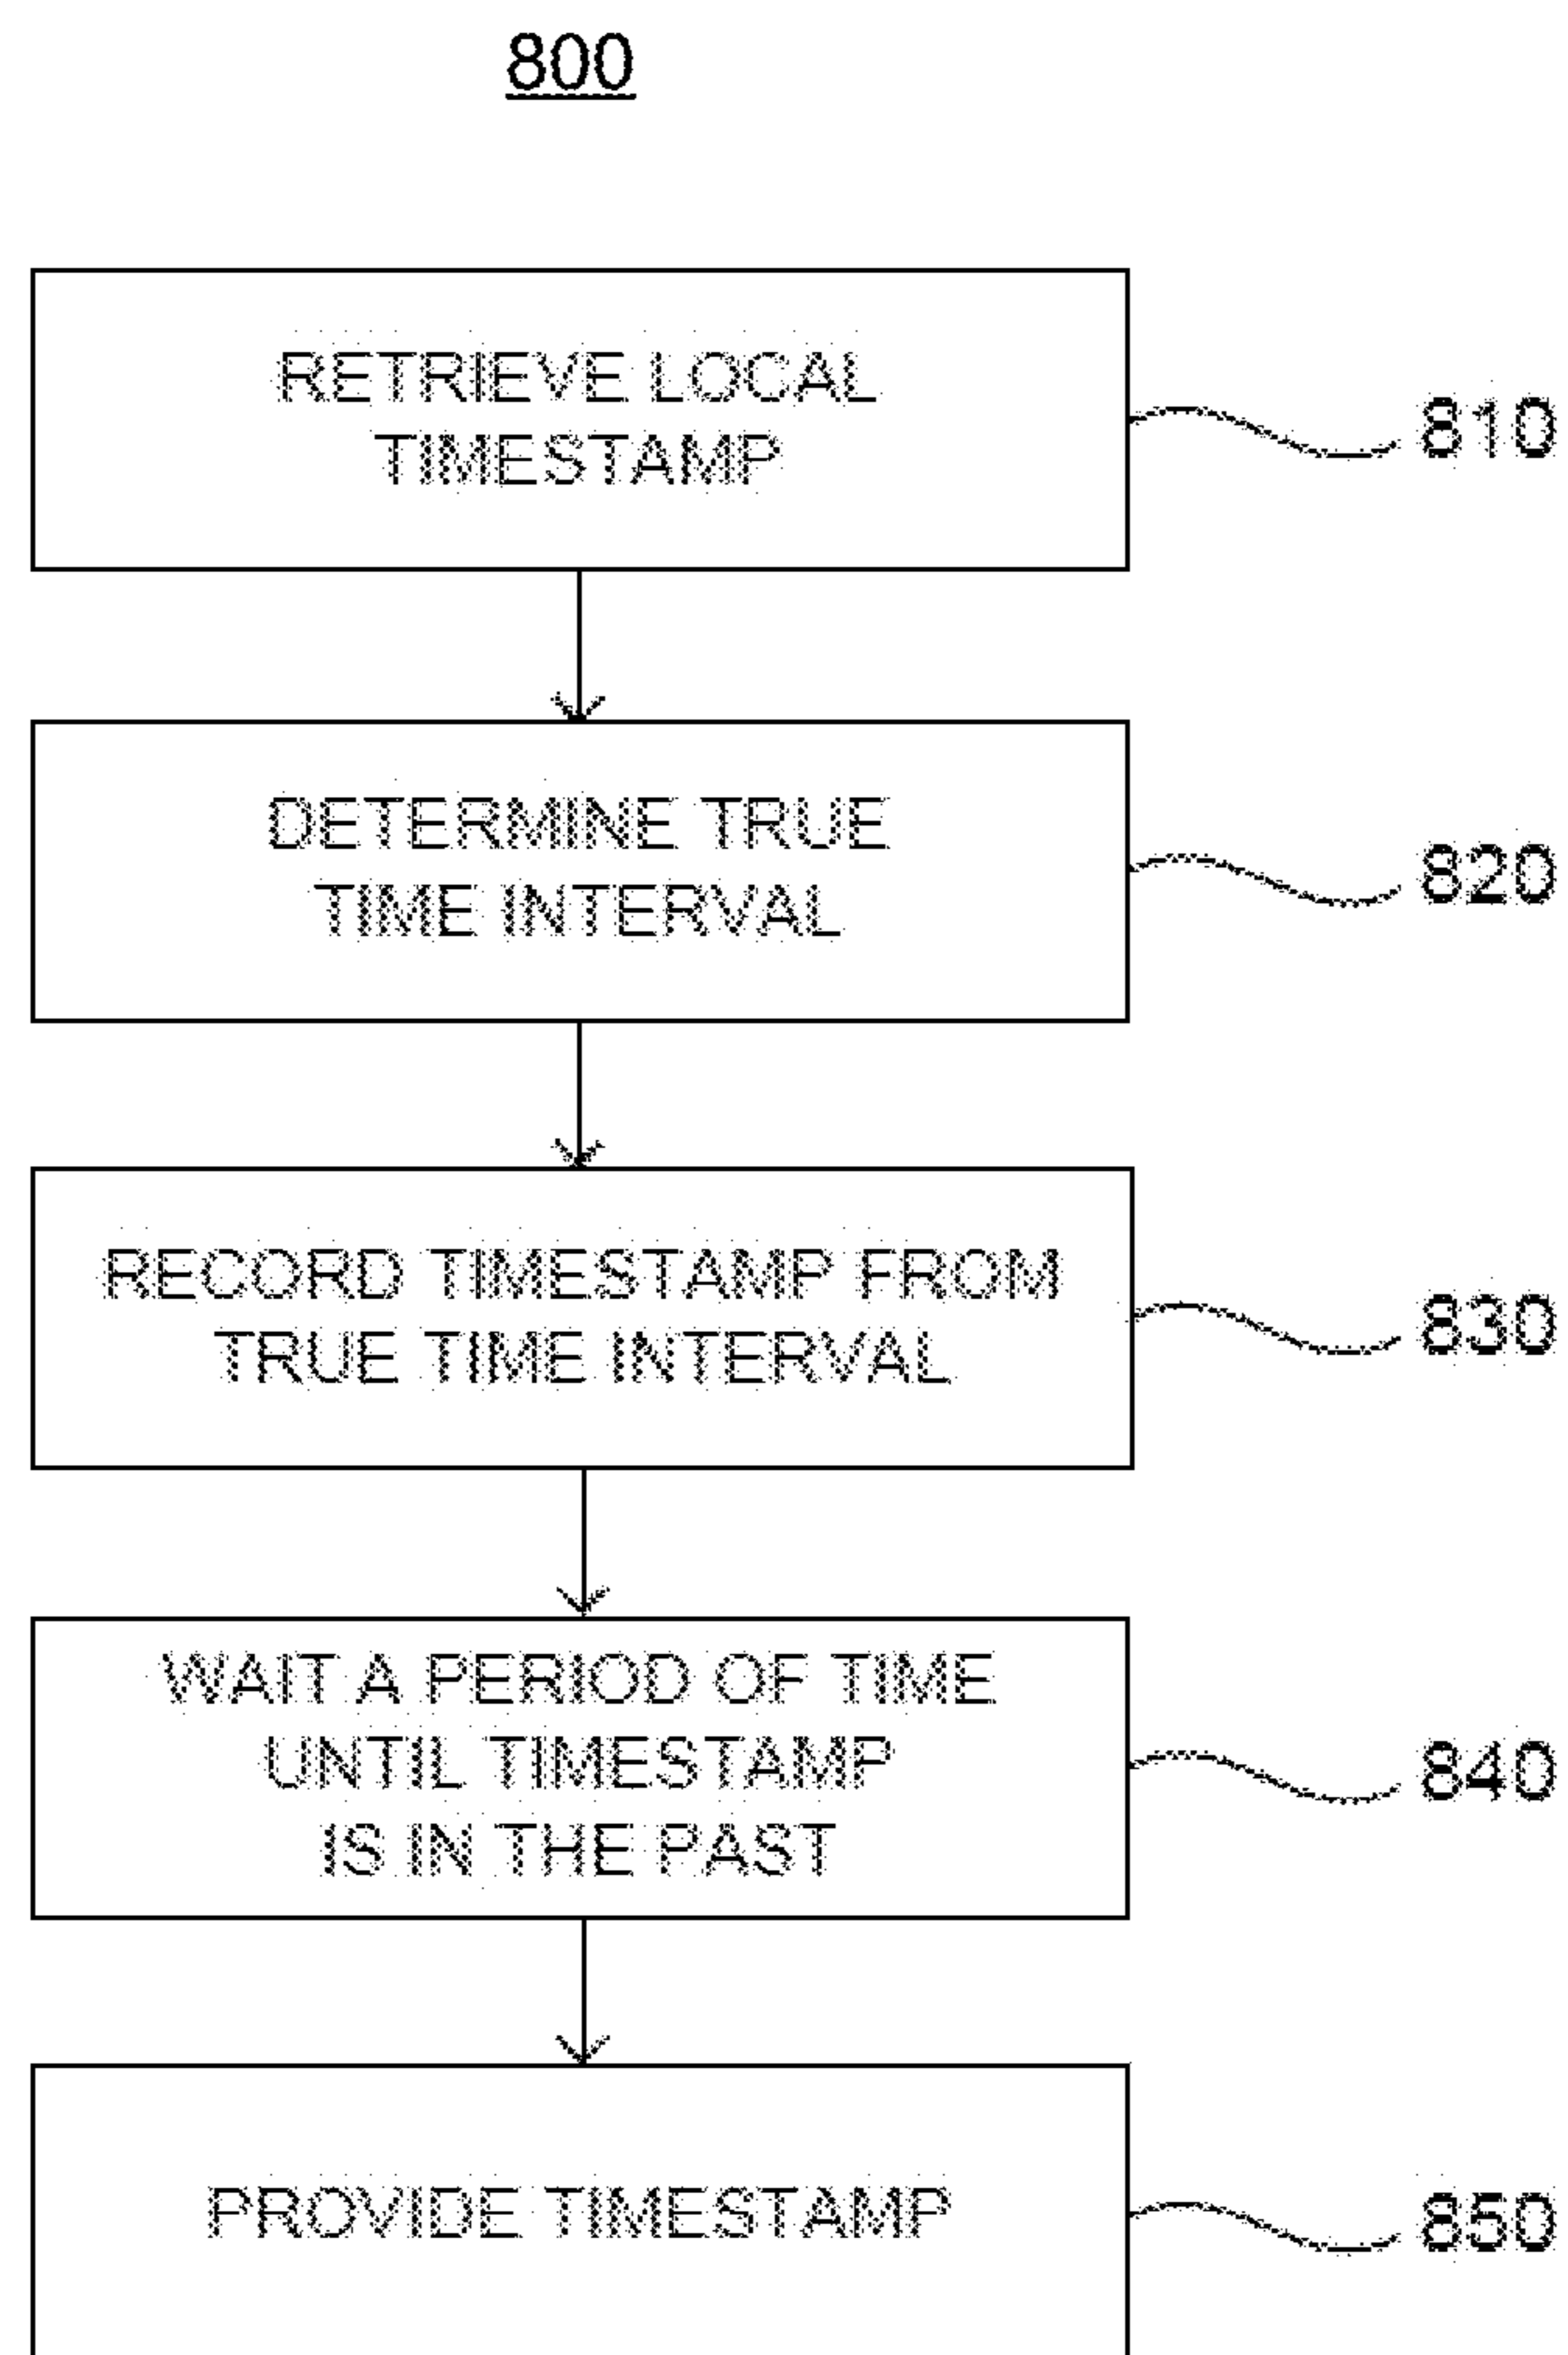 800
RETRIEVE LOCAL
TIMESTAMP
810
DETERMINE TRUE
TIME INTERVAL
820
RECORD TIMESTAMP FROM
TRUE TIME INTERVAL
830
WAIT A PERIOD OF TIME
UNTIL TIMESTAMP
IS IN THE PAST
840
PROVIDE TIMESTAMP
850